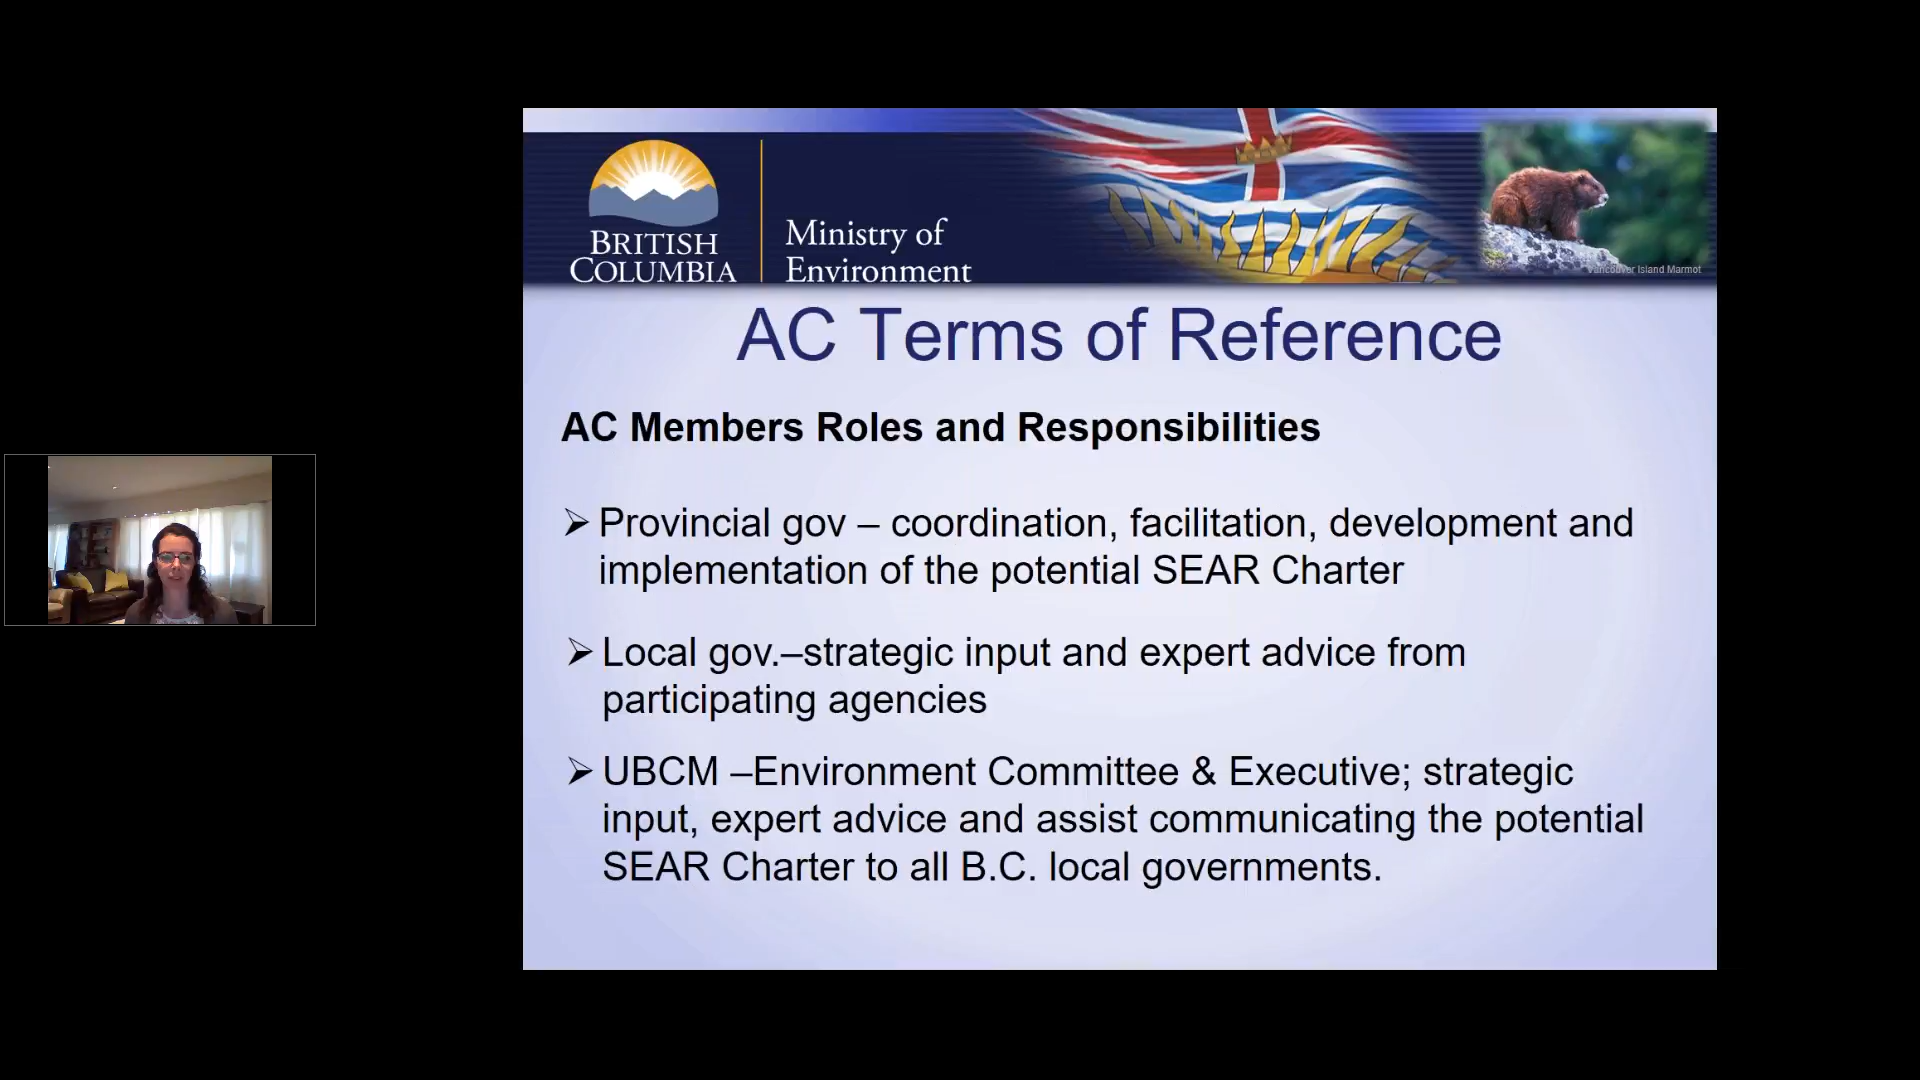 BRITISH
COLUMBIA
Ministry of
Environment
Vancouver Island Marmot
AC Terms of Reference
AC Members Roles and Responsibilities
➢ Provincial gov – coordination, facilitation, development and
implementation of the potential SEAR Charter
➢ Local gov.–strategic input and expert advice from
participating agencies
➢ UBCM –Environment Committee & Executive; strategic
input, expert advice and assist communicating the potential
SEAR Charter to all B.C. local governments.